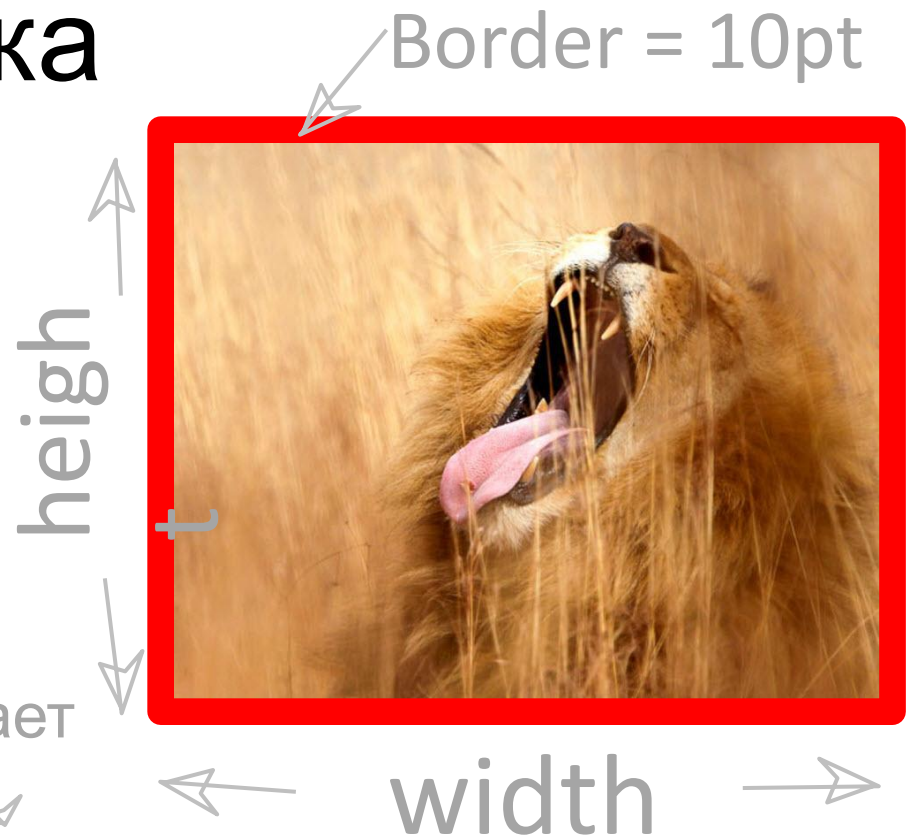 ка
Border = 10pt
heigh
t
ает
width